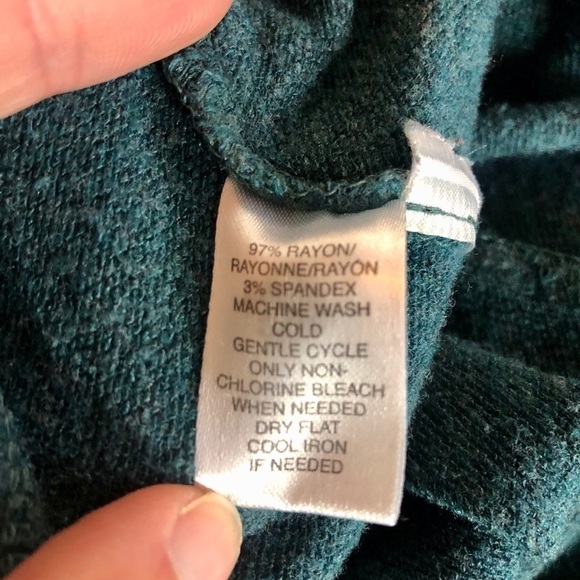 97% RAYON/
RAYONNE/RAYON
3% SPANDEX
MACHINE WASH
COLD
GENTLE CYCLE
ONLY NON-
CHLORINE BLEACH
WHEN NEEDED
DRY FLAT
COOL IRON
IF NEEDED